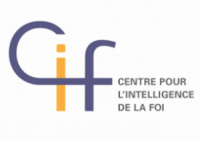 Cif
CENTRE POUR
L'INTELLIGENCE
DE LA FOI